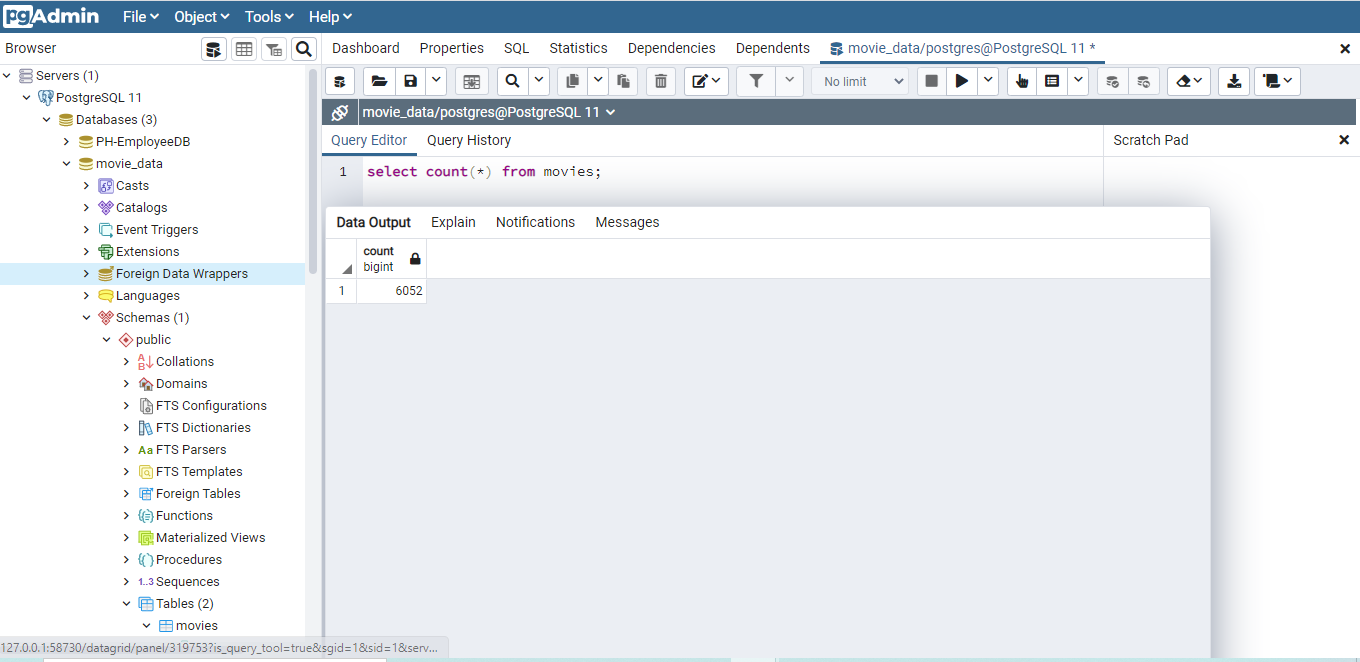 pgAdmin File Object Tools Help
Browser
Dashboard Properties SQL Statistics Dependencies Dependents movie_data/postgres@PostgreSQL 11 *
Servers (1)
PostgreSQL 11
Databases (3)
PH-EmployeeDB
movie_data
Casts
Catalogs
Event Triggers
Extensions
Foreign Data Wrappers
Languages
Schemas (1)
public
Collations
Domains
FTS Configurations
FTS Dictionaries
Aa FTS Parsers
FTS Templates
Foreign Tables
Functions
Materialized Views
Procedures
1..3 Sequences
Tables (2)
movies
127.0.0.1:58730/datagrid/panel/319753?is_query_tool=true&sgid=1&sid=1&serv...
No limit
movie_data/postgres@PostgreSQL 11
Query Editor Query History
Scratch Pad
1 select count(*) from movies;
Data Output Explain Notifications Messages
count
bigint
1 6052